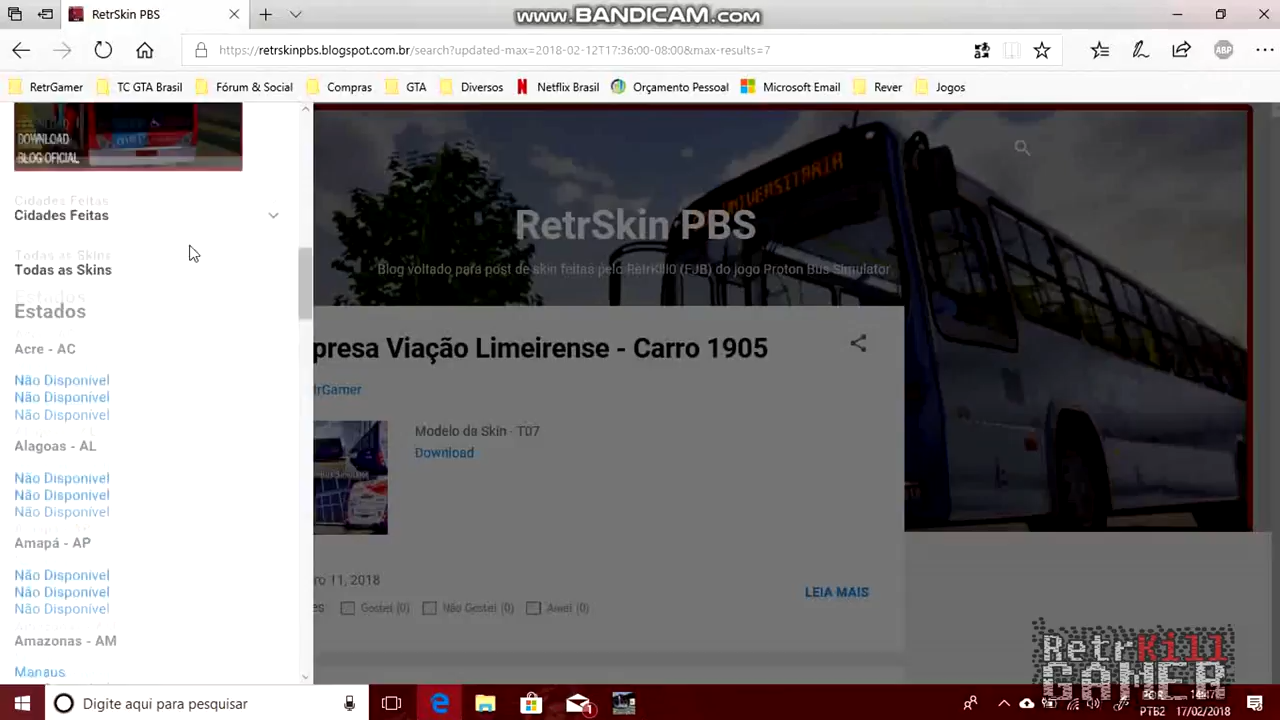 RetrSkin PBS
www.BANDICAM.com
https://retrskinpbs.blogspot.com.br/search?updated-max=2018-02-12T17:36:00-08:00&max-results=7
ABP
RetrGamer
TC GTA Brasil
Fórum & Social
Compras
GTA
Diversos
Netflix Brasil
Orçamento Pessoal
Microsoft Email
Rever
Jogos
DOWNLOAD
BLOG OFICIAL
Cidades Feitas
Todas as Skins
Estados
Acre - AC
Não Disponível
Não Disponível
Não Disponível
Alagoas - AL
Não Disponível
Não Disponível
Não Disponível
Amapá - AP
Não Disponível
Não Disponível
Não Disponível
Amazonas - AM
Manaus
UNIVERSITARIA
RetrSkin PBS
Blog voltado para post de skin feitas pelo RetrKill0 (FJB) do jogo Proton Bus Simulator
presa Viação Limeirense - Carro 1905
trGamer
Modelo da Skin - T07
Download
ro 11, 2018
LEIA MAIS
es
Gostei (0)
Não Gostei (0)
Amei (0)
RetrKill
GAMER
Digite aqui para pesquisar
PTB2
17/02/2018